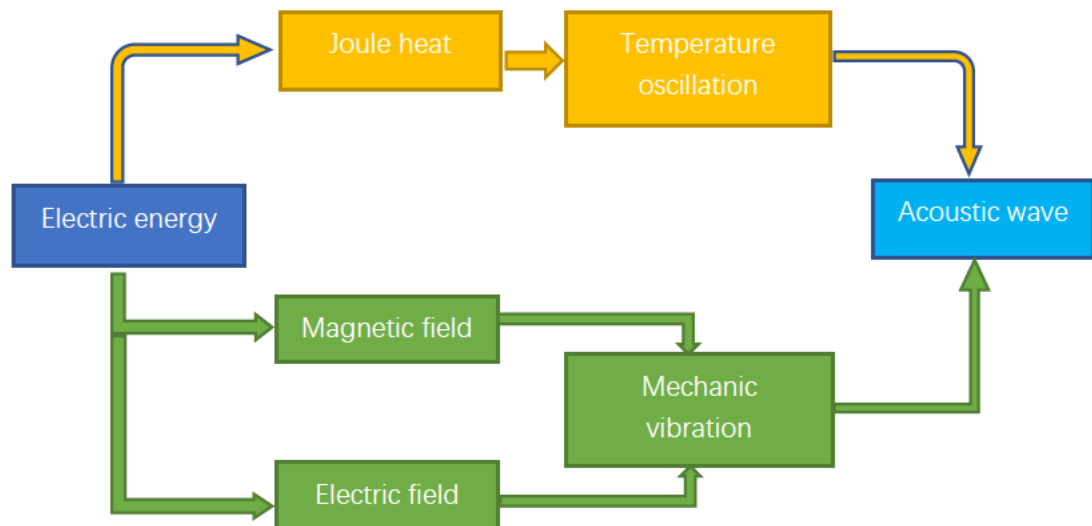 Joule heat
Temperature
oscillation
Electric energy
Acoustic wave
Magnetic field
Mechanic
vibration
Electric field